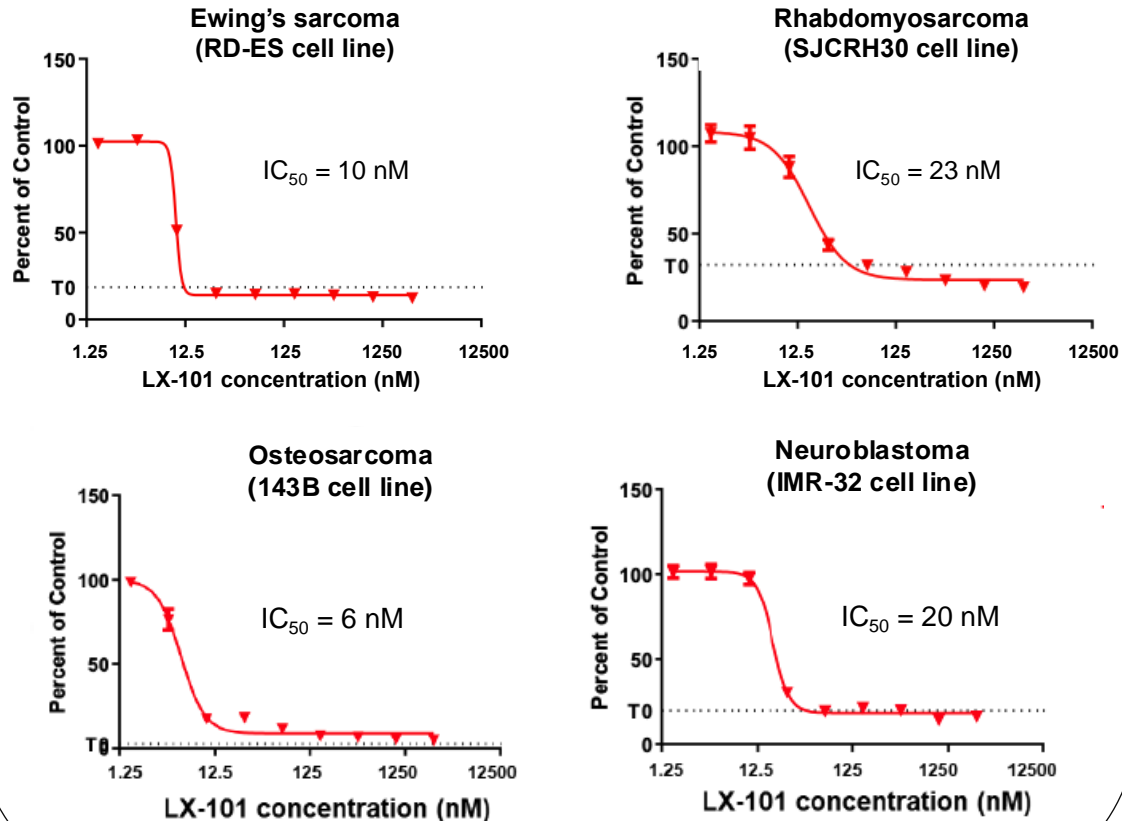 Ewing's sarcoma
(RD-ES cell line)
Percent of Control
150
100
50
T0
0
IC50 = 10 nM
1.25 12.5 125 1250 12500
LX-101 concentration (nM)
Rhabdomyosarcoma
(SJCRH30 cell line)
Percent of Control
150
100
50
T0
0
IC50 = 23 nM
1.25 12.5 125 1250 12500
LX-101 concentration (nM)
Osteosarcoma
(143B cell line)
Percent of Control
150
100
50
T0
0
IC50 = 6 nM
1.25 12.5 125 1250 12500
LX-101 concentration (nM)
Neuroblastoma
(IMR-32 cell line)
Percent of Control
150
100
50
T0
0
IC50 = 20 nM
1.25 12.5 125 1250 12500
LX-101 concentration (nM)